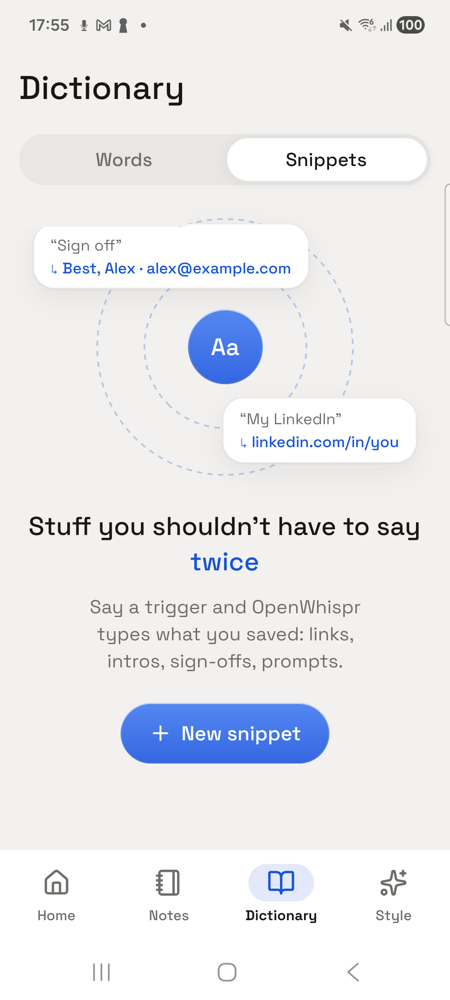 17:55
100
Dictionary
Words
Snippets
“Sign off”
↳ Best, Alex · alex@example.com
Aa
“My LinkedIn”
↳ linkedin.com/in/you
Stuff you shouldn’t have to say
twice
Say a trigger and OpenWhispr
types what you saved: links,
intros, sign-offs, prompts.
+ New snippet
Home
Notes
Dictionary
Style